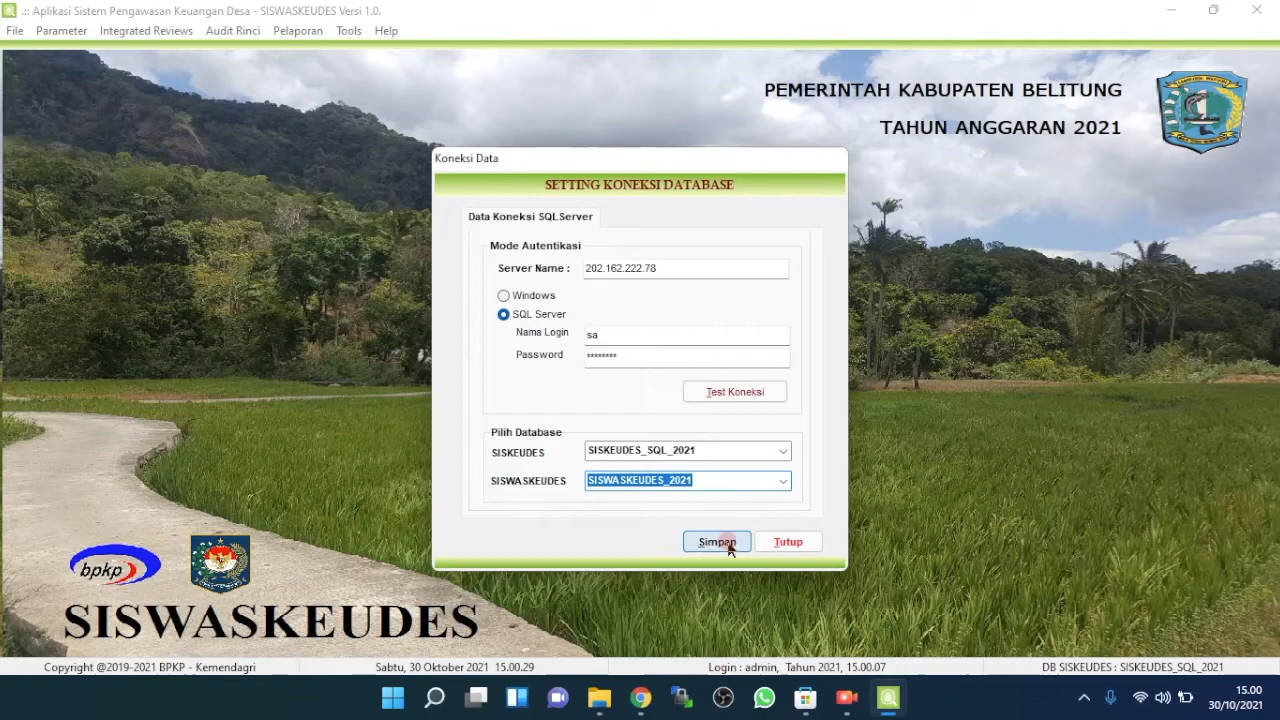 .:: Aplikasi Sistem Pengawasan Keuangan Desa - SISWASKEUDES Versi 1.0.
File Parameter Integrated Reviews Audit Rinci Pelaporan Tools Help
PEMERINTAH KABUPATEN BELITUNG
TAHUN ANGGARAN 2021
Koneksi Data
SETTING KONEKSI DATABASE
Data Koneksi SQLServer
Mode Autentikasi
Server Name : 202.162.222.78
Windows
SQL Server
Nama Login sa
Password ********
Test Koneksi
Pilih Database
SISKEUDES SISKEUDES_SQL_2021
SISWASKEUDES SISWASKEUDES_2021
Simpan Tutup
bpkp
SISWASKEUDES
Copyright @2019-2021 BPKP - Kemendagri Sabtu, 30 Oktober 2021 15.00.29 Login : admin, Tahun 2021, 15.00.07 DB SISKEUDES : SISKEUDES_SQL_2021
15.00
30/10/2021